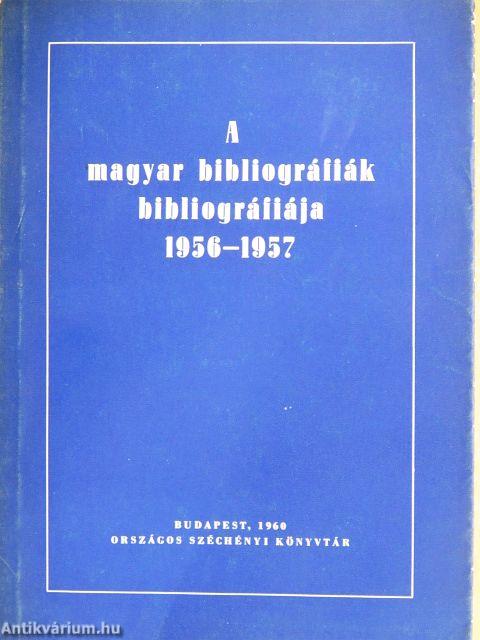 A
magyar bibliográfiák
bibliográfiája
1956–1957
BUDAPEST, 1960
ORSZÁGOS SZÉCHÉNYI KÖNYVTÁR
Antikvárium.hu